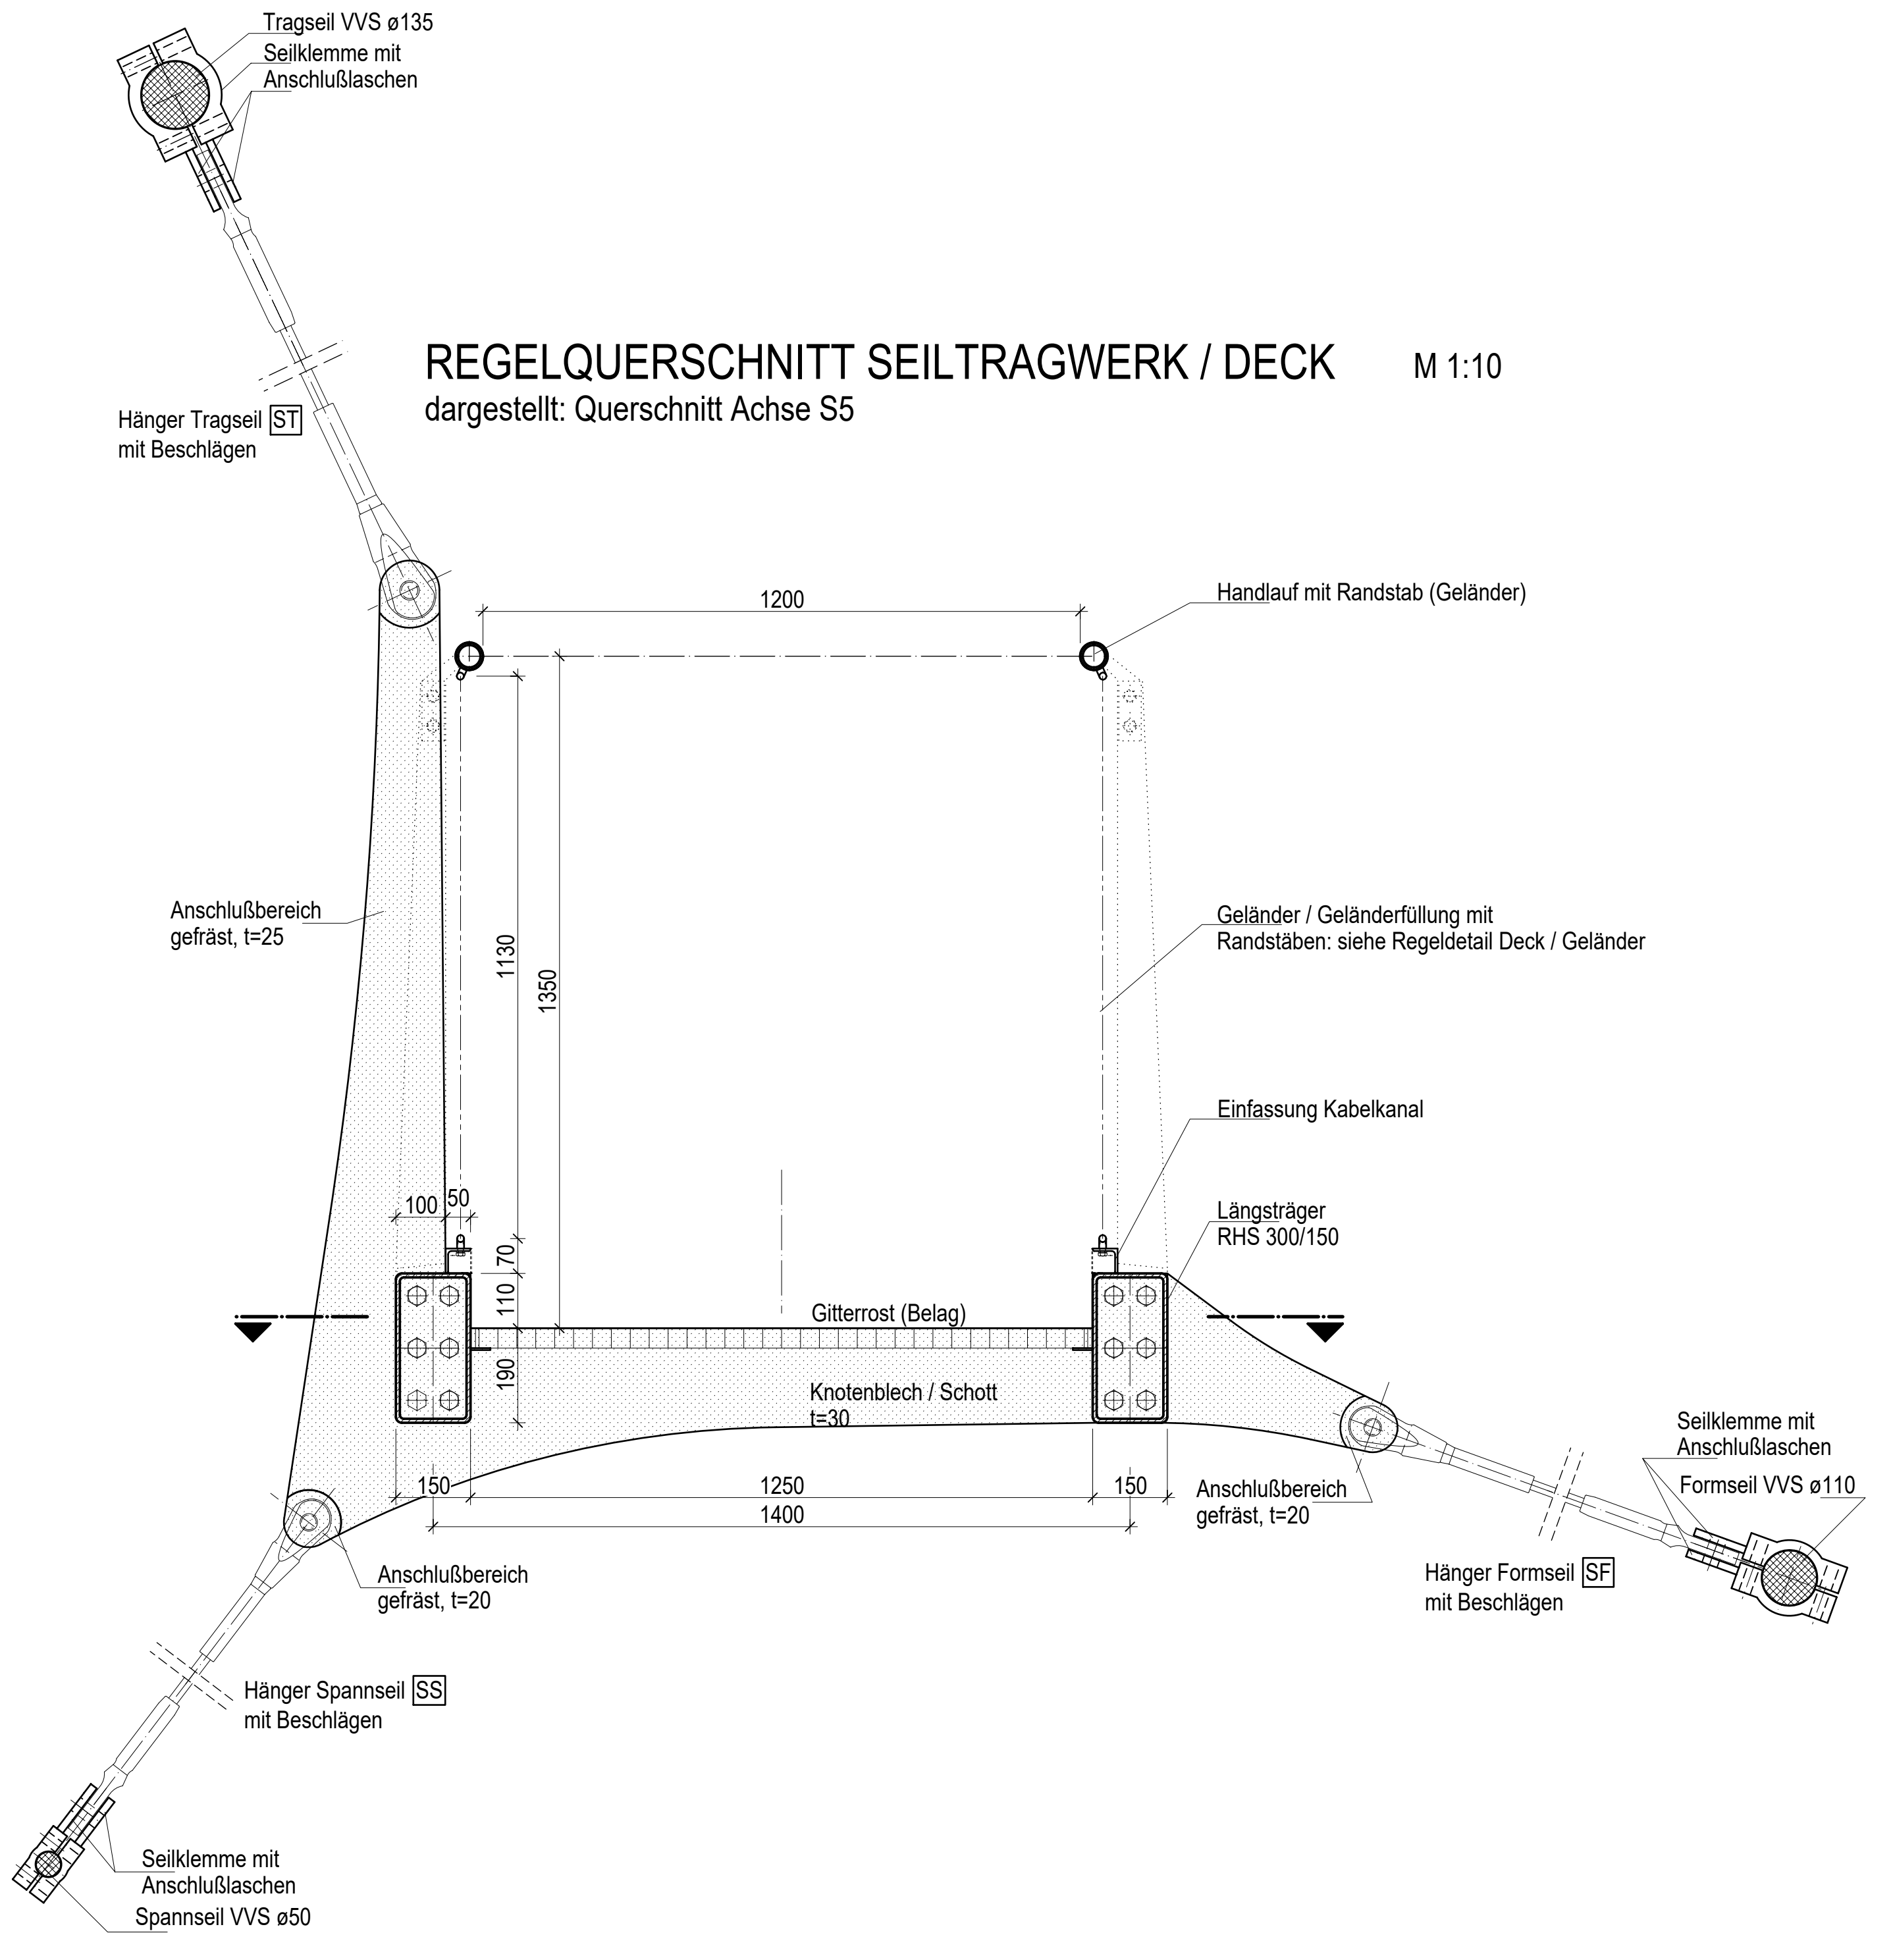 Tragseil VVS ø135
Seilklemme mit
Anschlußlaschen
REGELQUERSCHNITT SEILTRAGWERK / DECK M 1:10
dargestellt: Querschnitt Achse S5
Hänger Tragseil ST
mit Beschlägen
1200
Handlauf mit Randstab (Geländer)
Anschlußbereich
gefräst, t=25
1130
1350
Geländer / Geländerfüllung mit
Randstäben: siehe Regeldetail Deck / Geländer
Einfassung Kabelkanal
100
50
70
110
190
Längsträger
RHS 300/150
Gitterrost (Belag)
Knotenblech / Schott
t=30
150
1250
150
1400
Anschlußbereich
gefräst, t=20
Seilklemme mit
Anschlußlaschen
Formseil VVS ø110
Hänger Formseil SF
mit Beschlägen
Anschlußbereich
gefräst, t=20
Hänger Spannseil SS
mit Beschlägen
Seilklemme mit
Anschlußlaschen
Spannseil VVS ø50